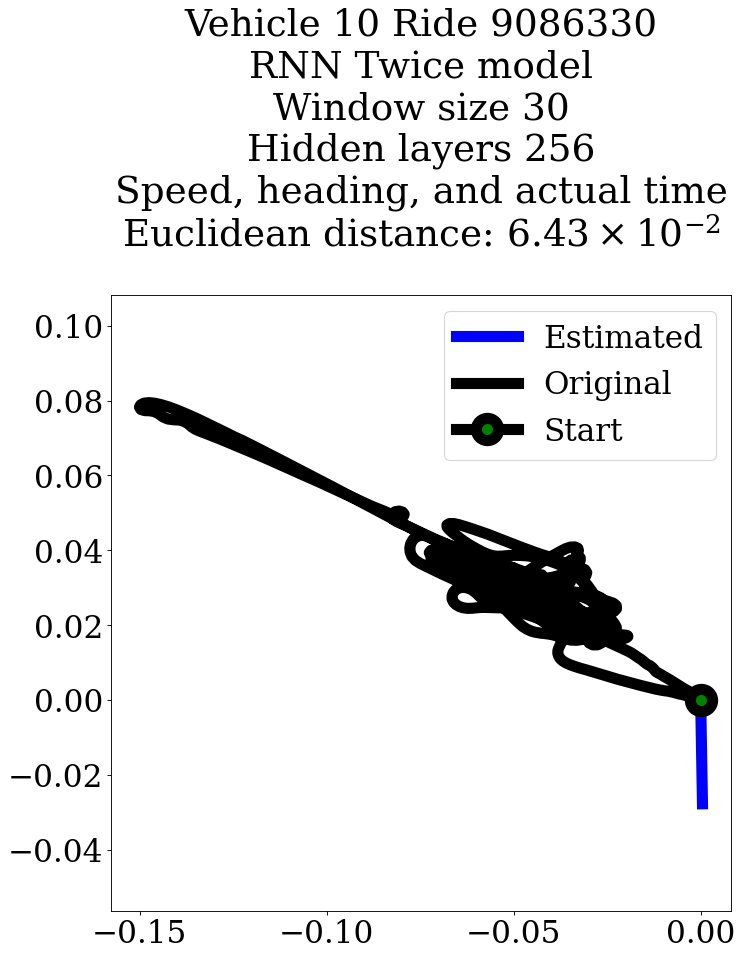 Vehicle 10 Ride 9086330
RNN Twice model
Window size 30
Hidden layers 256
Speed, heading, and actual time
Euclidean distance: 6.43 × 10⁻²
Estimated
Original
Start
0.10
0.08
0.06
0.04
0.02
0.00
−0.02
−0.04
−0.15 −0.10 −0.05 0.00